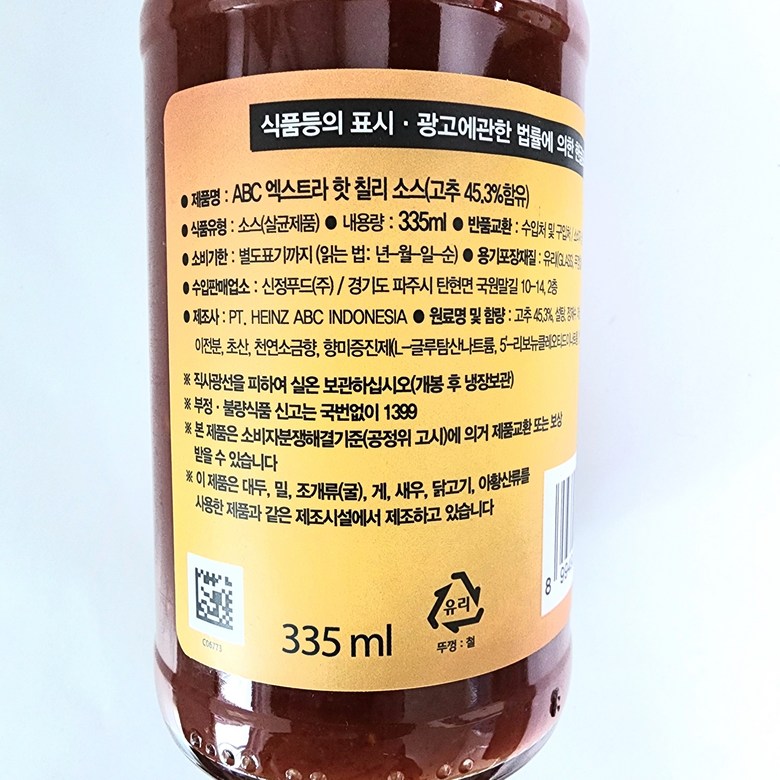 식품등의 표시 · 광고에관한 법률에 의한
● 제품명 : ABC 엑스트라 핫 칠리 소스(고추 45.3%함유)
● 식품유형 : 소스(살균제품) ● 내용량 : 335ml ● 반품교환 : 수입처 및 구입처
● 소비기한 : 별도표기까지 (읽는 법: 년-월-일-순) ● 용기포장재질 : 유리(GLASS),
● 수입판매업소 : 신정푸드(주) / 경기도 파주시 탄현면 국원말길 10-14, 2층
● 제조사 : PT. HEINZ ABC INDONESIA ● 원료명 및 함량 : 고추 45.3%, 설탕, 정제수
이전분, 초산, 천연소금향, 향미증진제(L-글루탐산나트륨, 5'-리보뉴클레오티드이나트륨)
※ 직사광선을 피하여 실온 보관하십시오(개봉 후 냉장보관)
※ 부정 · 불량식품 신고는 국번없이 1399
※ 본 제품은 소비자분쟁해결기준(공정위 고시)에 의거 제품교환 또는 보상
받을 수 있습니다
※ 이 제품은 대두, 밀, 조개류(굴), 게, 새우, 닭고기, 아황산류를
사용한 제품과 같은 제조시설에서 제조하고 있습니다
C06773
335 ml
유리
뚜껑 : 철
8 994